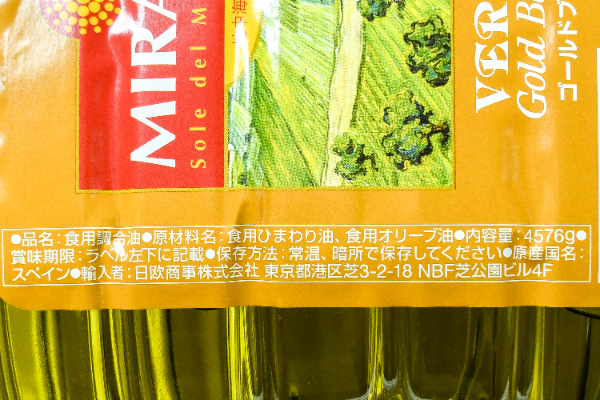 MIRA
Sole del M
VER
Gold B
ゴールドブ
●品名：食用調合油●原材料名：食用ひまわり油、食用オリーブ油●内容量：4576g●
賞味期限：ラベル左下に記載●保存方法：常温、暗所で保存してください●原産国名：
スペイン●輸入者：日欧商事株式会社 東京都港区芝3-2-18 NBF芝公園ビル4F